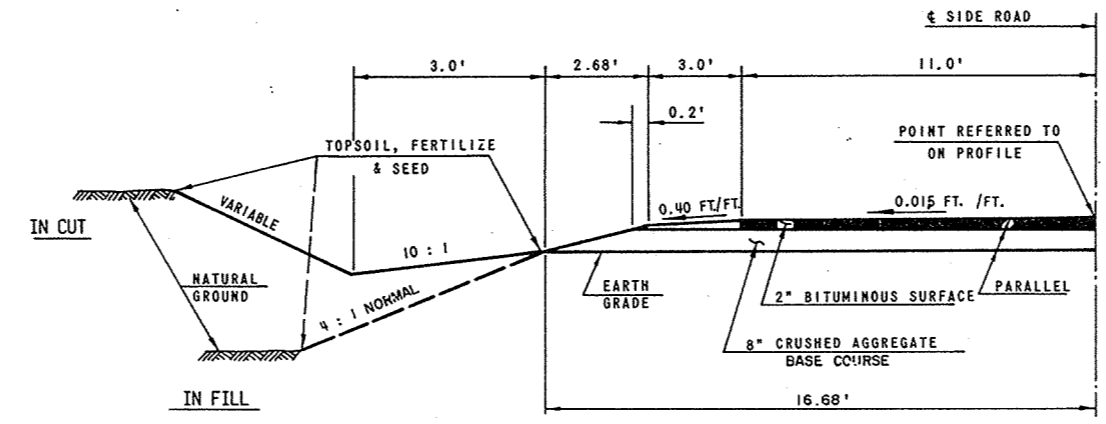 ℄ SIDE ROAD
3.0'
2.68'
3.0'
11.0'
0.2'
TOPSOIL, FERTILIZE
& SEED
POINT REFERRED TO
ON PROFILE
0.40 FT./FT.
0.015 FT. /FT.
VARIABLE
IN CUT
10 : 1
NATURAL
GROUND
EARTH
GRADE
2" BITUMINOUS SURFACE
PARALLEL
4 : 1 NORMAL
8" CRUSHED AGGREGATE
BASE COURSE
IN FILL
16.68'